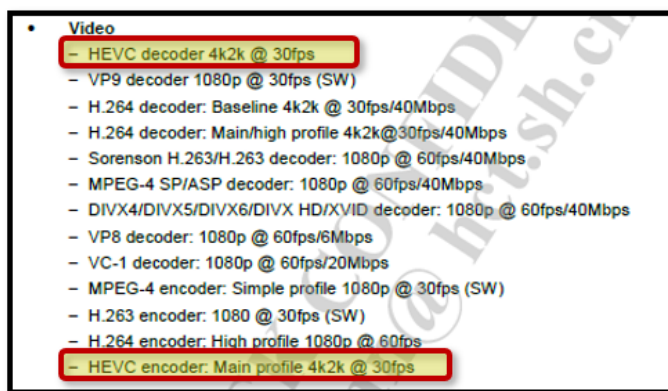 • Video
– HEVC decoder 4k2k @ 30fps
– VP9 decoder 1080p @ 30fps (SW)
– H.264 decoder: Baseline 4k2k @ 30fps/40Mbps
– H.264 decoder: Main/high profile 4k2k@30fps/40Mbps
– Sorenson H.263/H.263 decoder: 1080p @ 60fps/40Mbps
– MPEG-4 SP/ASP decoder: 1080p @ 60fps/40Mbps
– DIVX4/DIVX5/DIVX6/DIVX HD/XVID decoder: 1080p @ 60fps/40Mbps
– VP8 decoder: 1080p @ 60fps/6Mbps
– VC-1 decoder: 1080p @ 60fps/20Mbps
– MPEG-4 encoder: Simple profile 1080p @ 30fps (SW)
– H.263 encoder: 1080 @ 30fps (SW)
– H.264 encoder: High profile 1080p @ 60fps
– HEVC encoder: Main profile 4k2k @ 30fps
K CONFIDE
@ hct.sh.cn